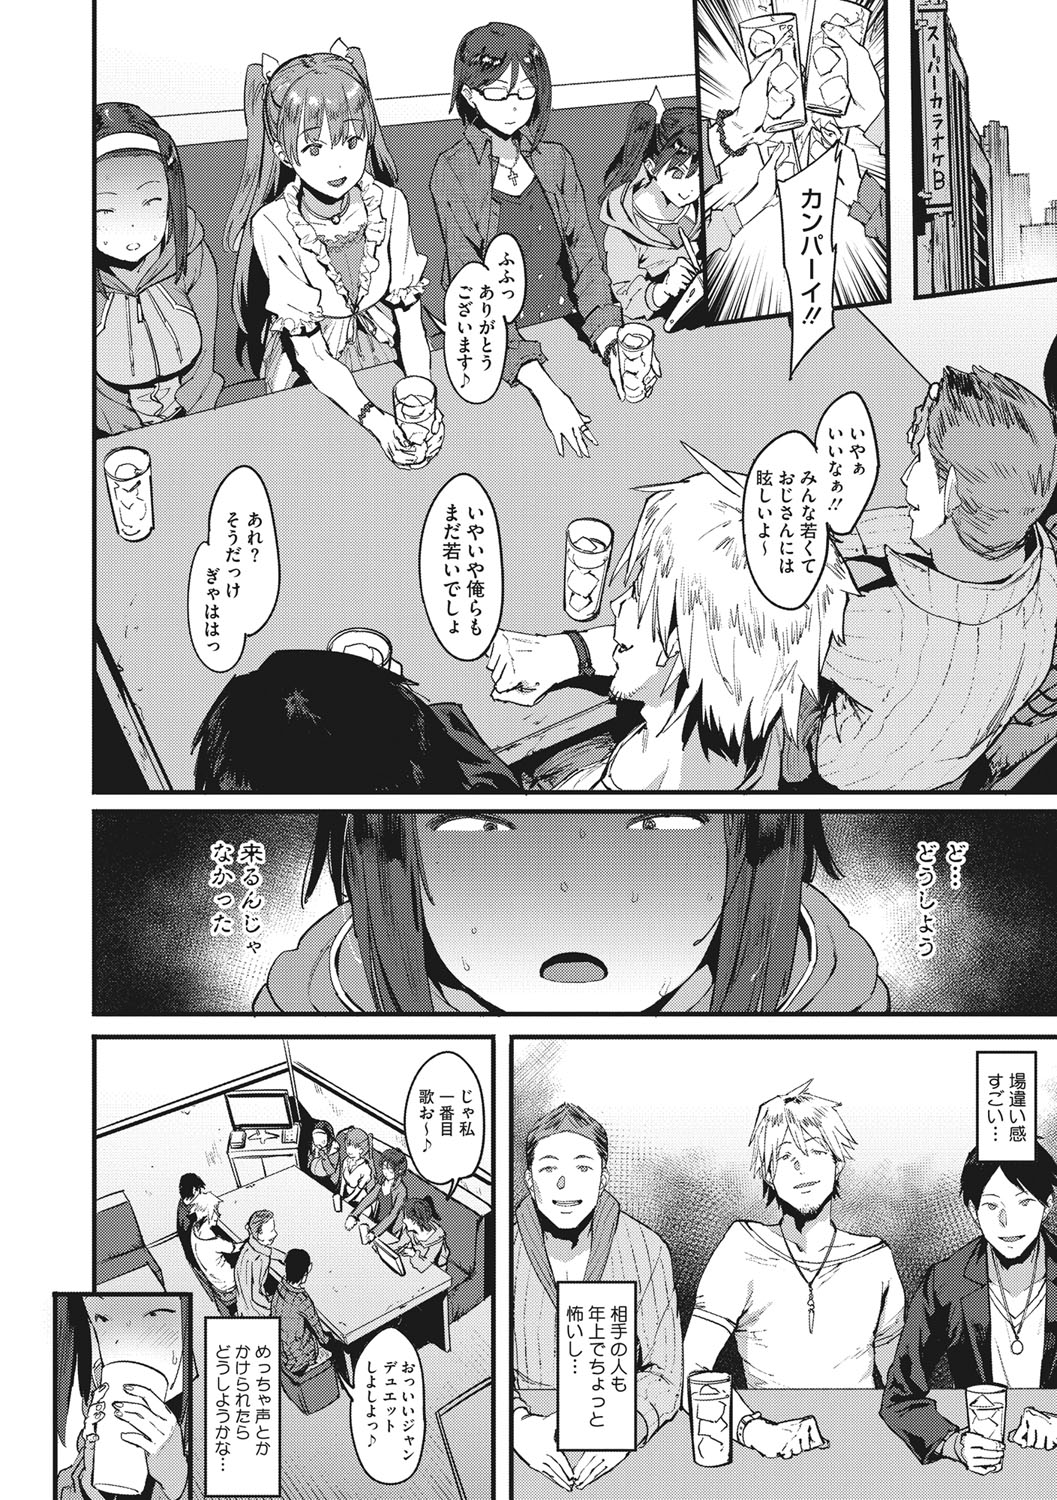 スーパーカラオケB
カンパーイ!!
いやぁ
いいなぁ!!
みんな若くて
おじさんには
眩しいよ〜
ふふっ
ありがとう
ございます♪
いやいや俺らも
まだ若いでしょ
あれ?
そうだっけ
ぎゃははっ
ど…
どうしよう
来るんじゃ
なかった
場違い感
すごい…
相手の人も
年上でちょっと
怖いし…
じゃ私
一番目
歌お〜♪
おっいいジャン
デュエット
しよしよっ♪
めっちゃ声とか
かけられたら
どうしようかな…